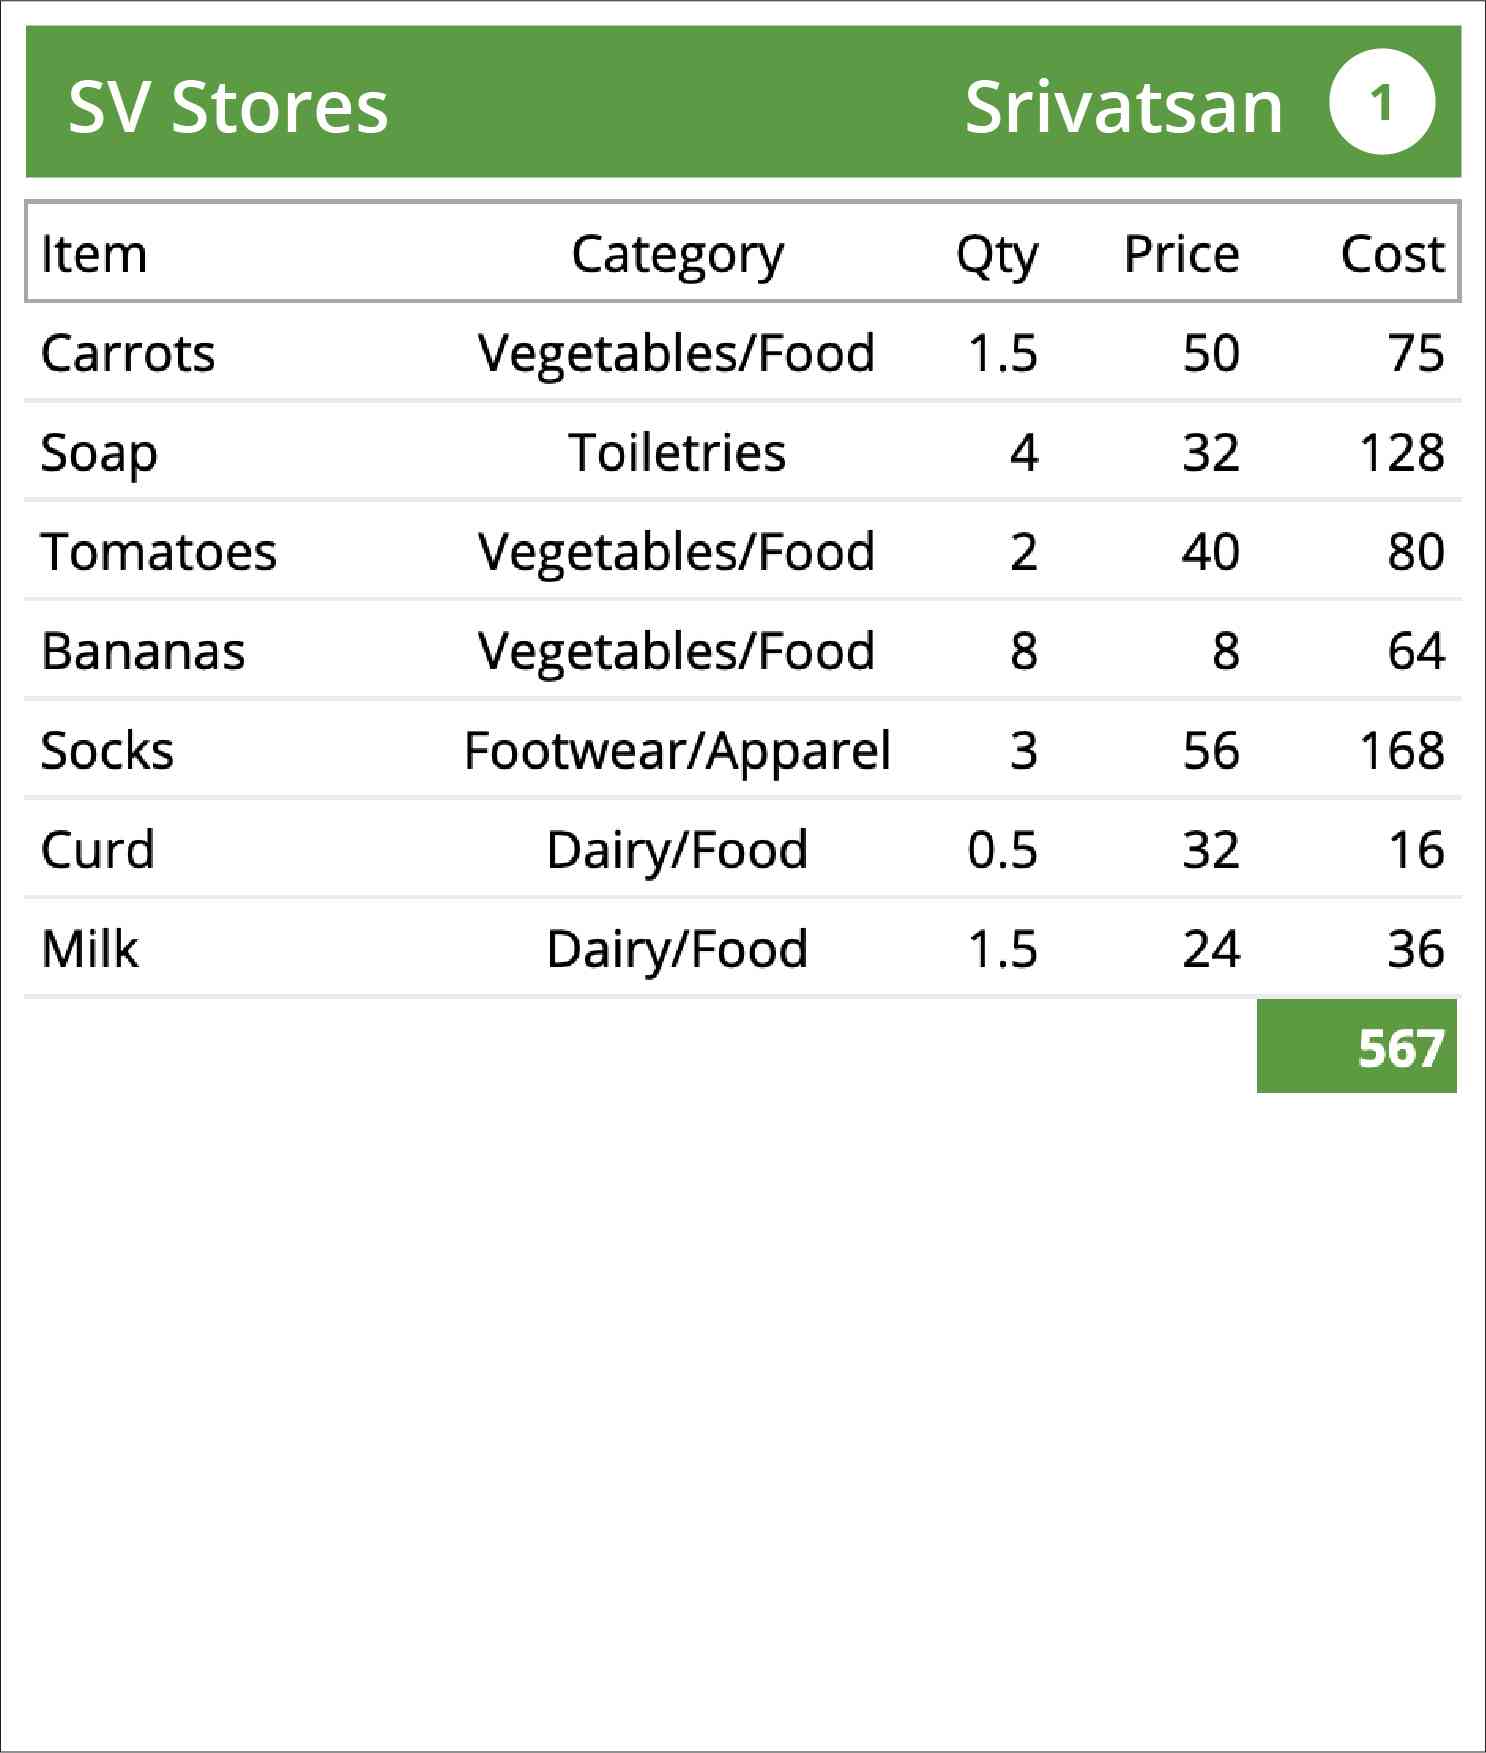 SV Stores Srivatsan 1
Item Category Qty Price Cost
Carrots Vegetables/Food 1.5 50 75
Soap Toiletries 4 32 128
Tomatoes Vegetables/Food 2 40 80
Bananas Vegetables/Food 8 8 64
Socks Footwear/Apparel 3 56 168
Curd Dairy/Food 0.5 32 16
Milk Dairy/Food 1.5 24 36
567